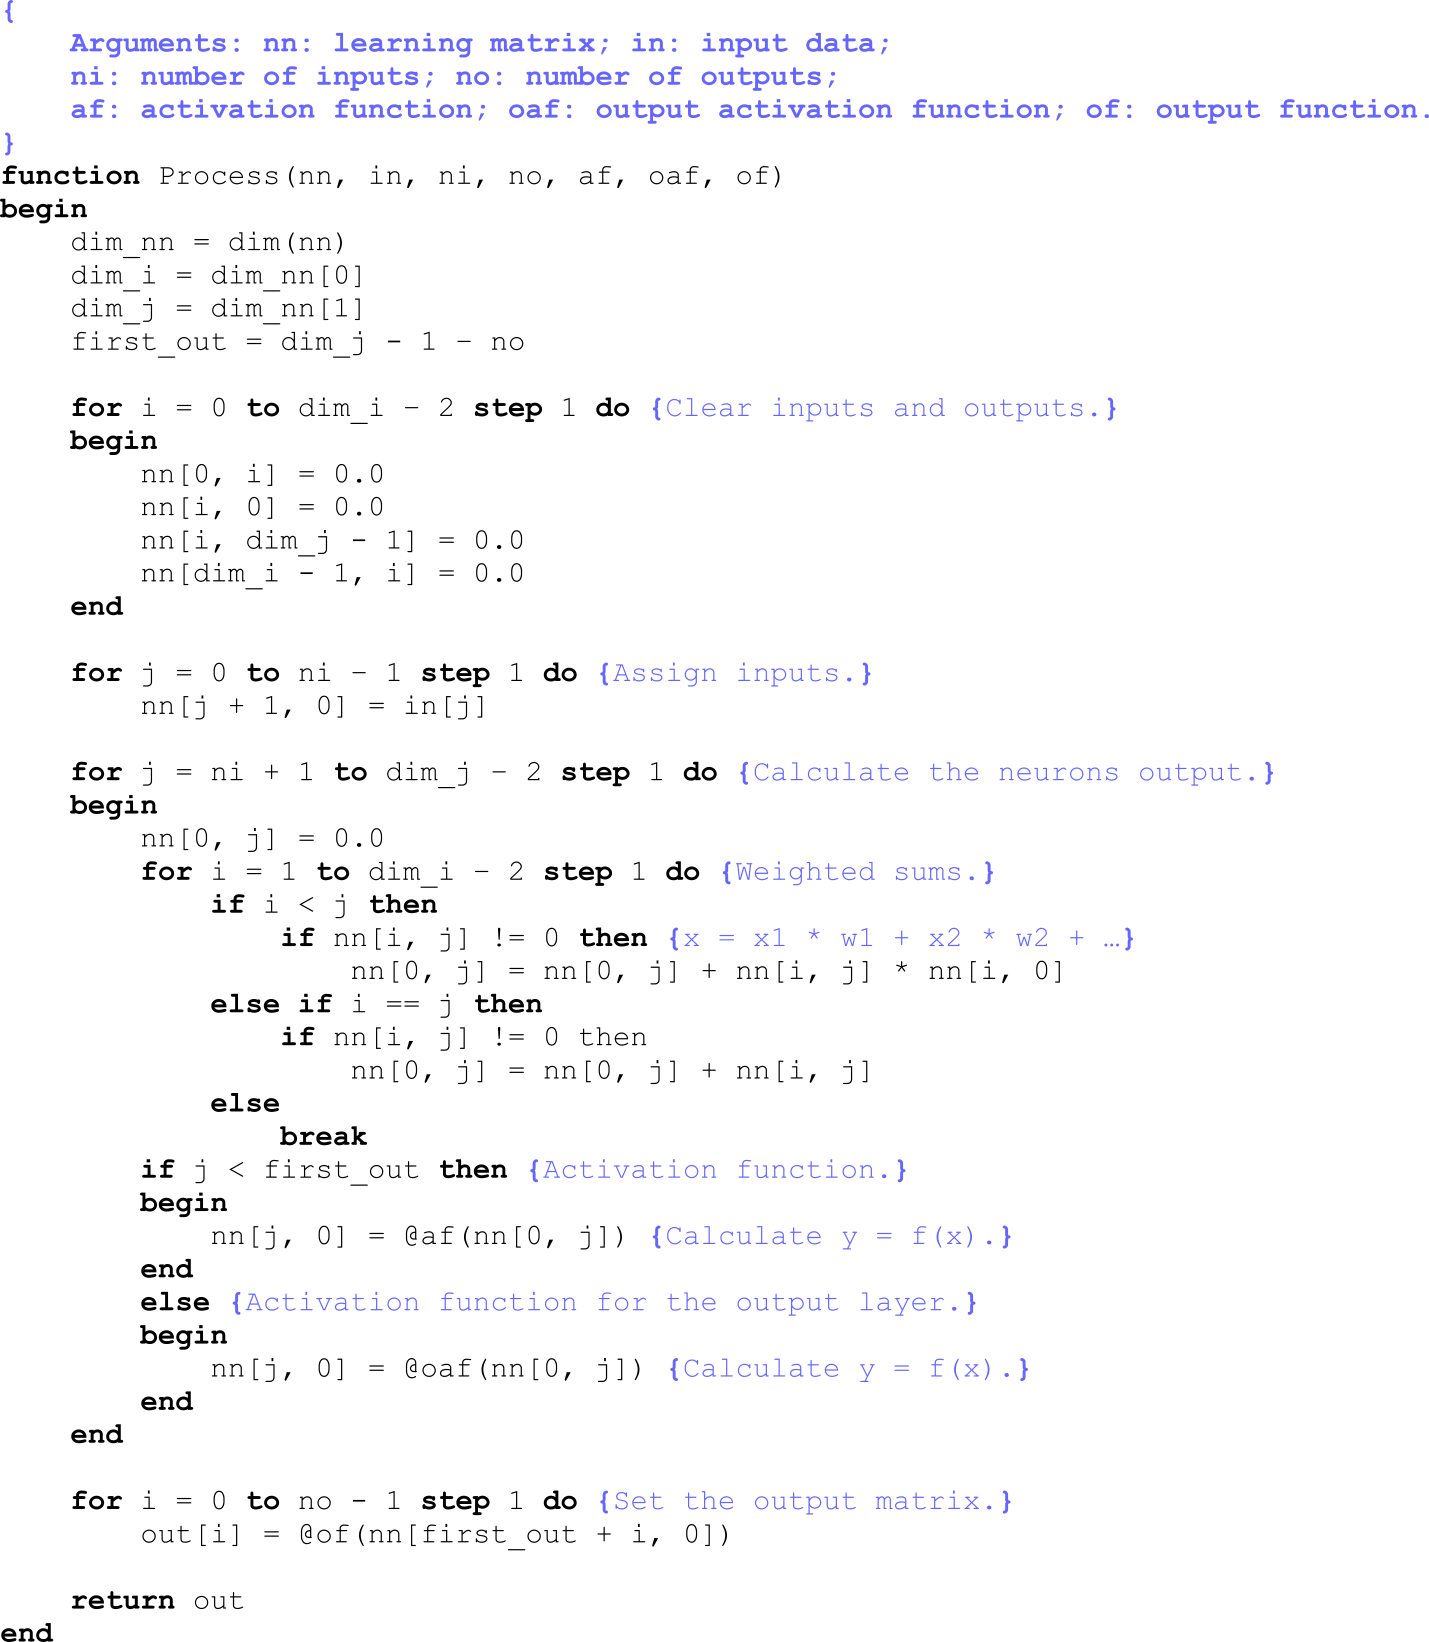 {
    Arguments: nn: learning matrix; in: input data;
    ni: number of inputs; no: number of outputs;
    af: activation function; oaf: output activation function; of: output function.
}
function Process(nn, in, ni, no, af, oaf, of)
begin
    dim_nn = dim(nn)
    dim_i = dim_nn[0]
    dim_j = dim_nn[1]
    first_out = dim_j - 1 – no

    for i = 0 to dim_i – 2 step 1 do {Clear inputs and outputs.}
    begin
        nn[0, i] = 0.0
        nn[i, 0] = 0.0
        nn[i, dim_j - 1] = 0.0
        nn[dim_i - 1, i] = 0.0
    end

    for j = 0 to ni – 1 step 1 do {Assign inputs.}
        nn[j + 1, 0] = in[j]

    for j = ni + 1 to dim_j – 2 step 1 do {Calculate the neurons output.}
    begin
        nn[0, j] = 0.0
        for i = 1 to dim_i – 2 step 1 do {Weighted sums.}
            if i < j then
                if nn[i, j] != 0 then {x = x1 * w1 + x2 * w2 + …}
                    nn[0, j] = nn[0, j] + nn[i, j] * nn[i, 0]
            else if i == j then
                if nn[i, j] != 0 then
                    nn[0, j] = nn[0, j] + nn[i, j]
            else
                break
        if j < first_out then {Activation function.}
        begin
            nn[j, 0] = @af(nn[0, j]) {Calculate y = f(x).}
        end
        else {Activation function for the output layer.}
        begin
            nn[j, 0] = @oaf(nn[0, j]) {Calculate y = f(x).}
        end
    end

    for i = 0 to no - 1 step 1 do {Set the output matrix.}
        out[i] = @of(nn[first_out + i, 0])

    return out
end